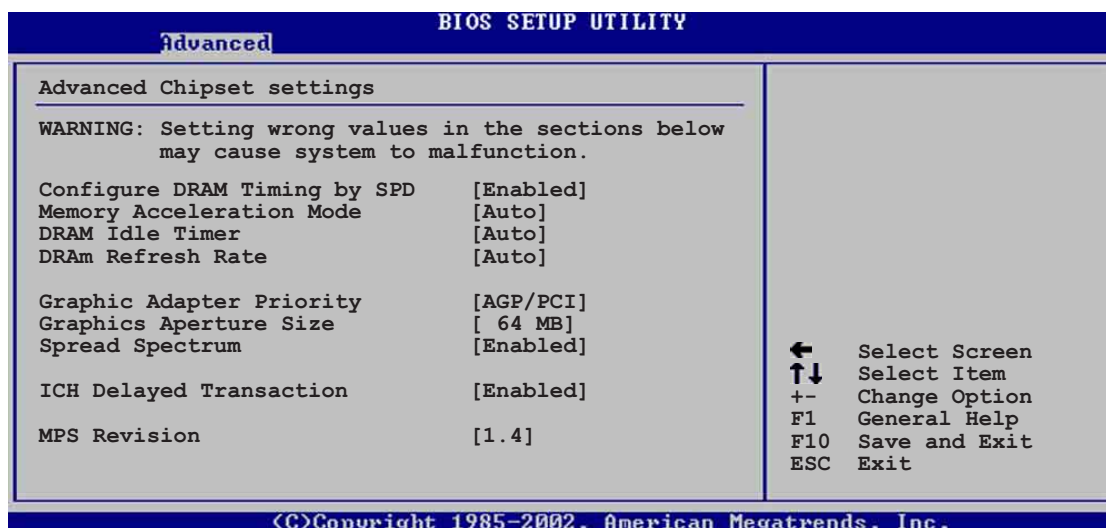 BIOS SETUP UTILITY
Advanced
Advanced Chipset settings
WARNING: Setting wrong values in the sections below
may cause system to malfunction.
Configure DRAM Timing by SPD [Enabled]
Memory Acceleration Mode [Auto]
DRAM Idle Timer [Auto]
DRAm Refresh Rate [Auto]
Graphic Adapter Priority [AGP/PCI]
Graphics Aperture Size [ 64 MB]
Spread Spectrum [Enabled]
ICH Delayed Transaction [Enabled]
MPS Revision [1.4]
← Select Screen
↑↓ Select Item
+- Change Option
F1 General Help
F10 Save and Exit
ESC Exit
(C)Copyright 1985-2002, American Megatrends, Inc.